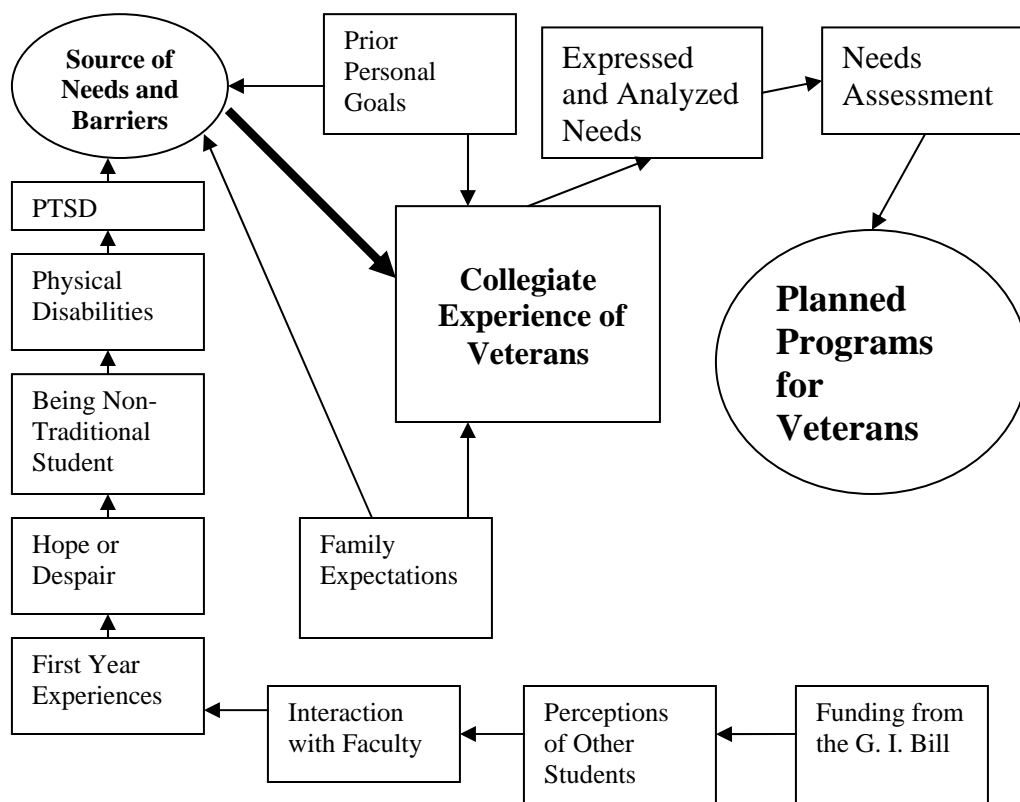 Source of
Needs and
Barriers
Prior
Personal
Goals
Expressed
and Analyzed
Needs
Needs
Assessment
PTSD
Physical
Disabilities
Collegiate
Experience of
Veterans
Planned
Programs
for
Veterans
Being Non-
Traditional
Student
Hope or
Despair
Family
Expectations
First Year
Experiences
Interaction
with Faculty
Perceptions
of Other
Students
Funding from
the G. I. Bill